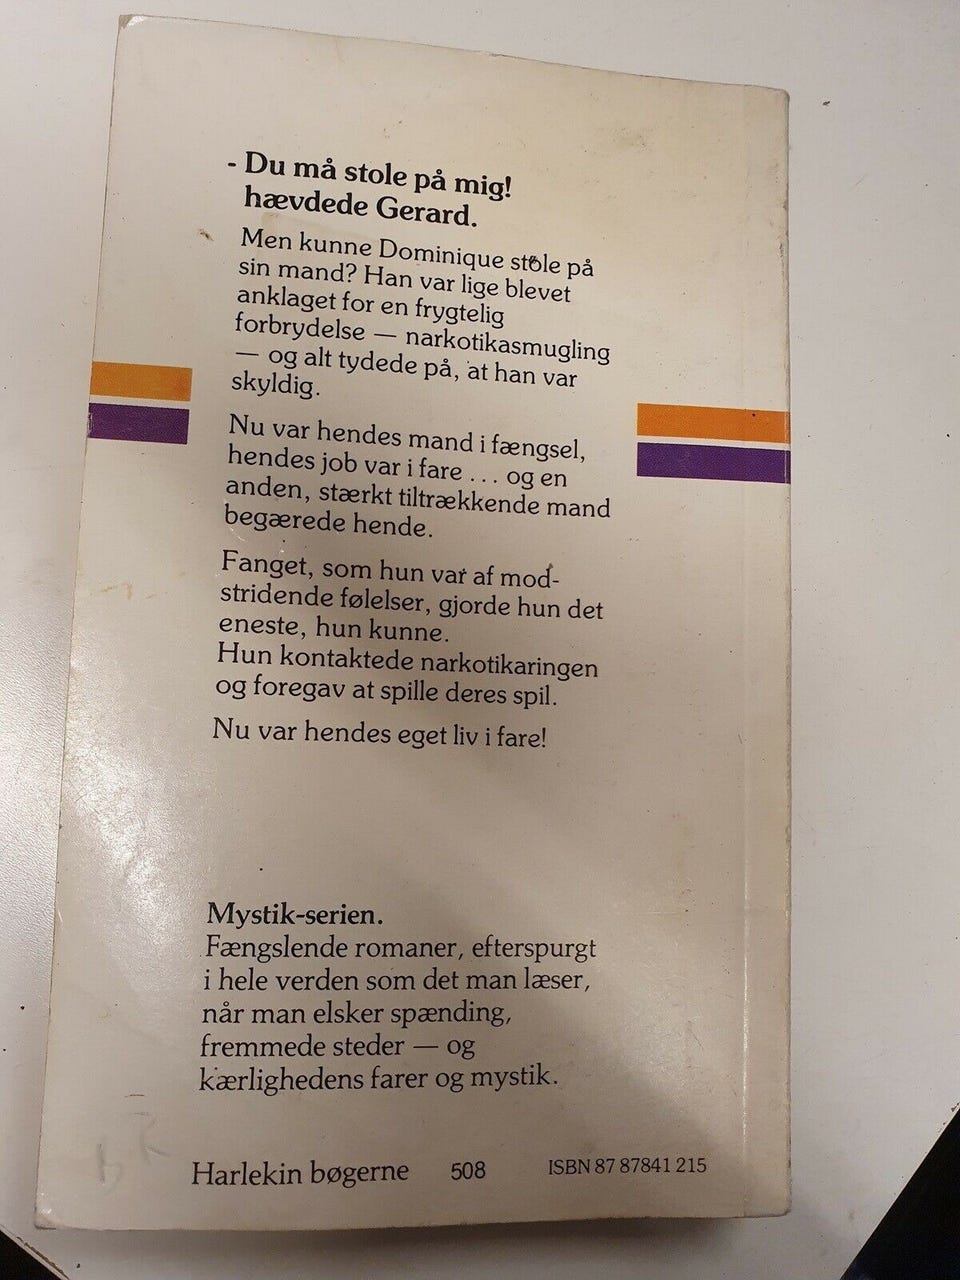 - Du må stole på mig!
hævdede Gerard.
Men kunne Dominique stole på
sin mand? Han var lige blevet
anklaget for en frygtelig
forbrydelse — narkotikasmugling
— og alt tydede på, at han var
skyldig.
Nu var hendes mand i fængsel,
hendes job var i fare ... og en
anden, stærkt tiltrækkende mand
begærede hende.
Fanget, som hun var af mod-
stridende følelser, gjorde hun det
eneste, hun kunne.
Hun kontaktede narkotikaringen
og foregav at spille deres spil.
Nu var hendes eget liv i fare!
Mystik-serien.
Fængslende romaner, efterspurgt
i hele verden som det man læser,
når man elsker spænding,
fremmede steder — og
kærlighedens farer og mystik.
Harlekin bøgerne 508 ISBN 87 87841 215